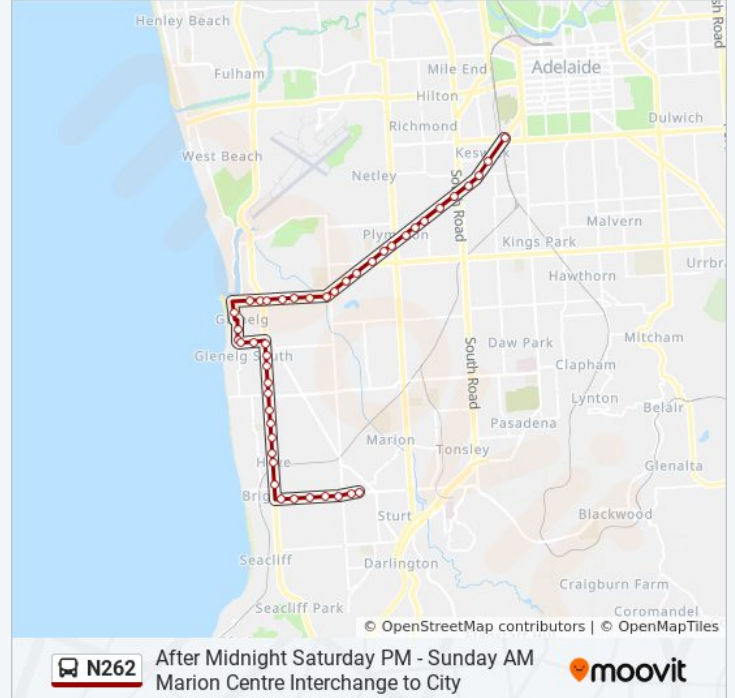 Henley Beach
sh Road
Mile End
Adelaide
Fulham
Hilton
Richmond
Dulwich
Keswick
West Beach
Netley
South Road
Malvern
Plympton
Kings Park
Urrbra
Hawthorn
Glenelg
Glenelg South
Daw Park
Mitcham
South Road
Clapham
Lynton
Belair
Pasadena
Marion
Tonsley
Glenalta
Hove
Brig
Sturt
Blackwood
Seacliff
Darlington
Craigburn Farm
Seacliff Park
Coromandel
© OpenStreetMap contributors | © OpenMapTiles
N262
After Midnight Saturday PM - Sunday AM
Marion Centre Interchange to City
moovit